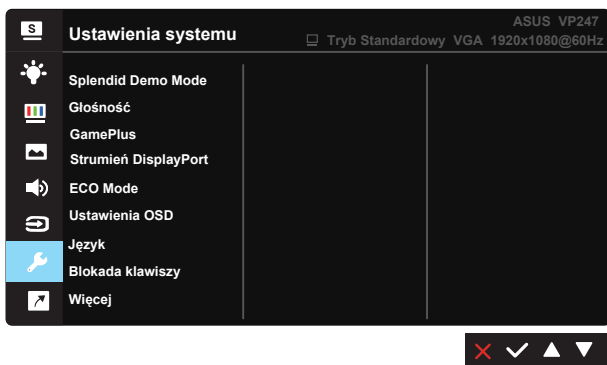 S
Ustawienia systemu
ASUS VP247
Tryb Standardowy VGA 1920x1080@60Hz
Splendid Demo Mode
Głośność
GamePlus
Strumień DisplayPort
ECO Mode
Ustawienia OSD
Język
Blokada klawiszy
Więcej